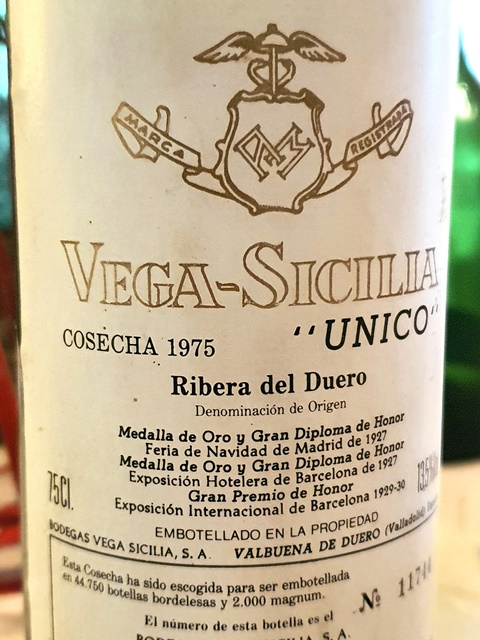 MARCA
REGISTRADA
VEGA-SICILIA
COSECHA 1975
"UNICO"
Ribera del Duero
Denominación de Origen
Medalla de Oro y Gran Diploma de Honor
Feria de Navidad de Madrid de 1927
Medalla de Oro y Gran Diploma de Honor
Exposición Hotelera de Barcelona de 1927
Gran Premio de Honor
Exposición Internacional de Barcelona 1929-30
75Cl.
13,5%
EMBOTELLADO EN LA PROPIEDAD
BODEGAS VEGA SICILIA, S. A. VALBUENA DE DUERO (Valladolid)
Esta Cosecha ha sido escogida para ser embotellada
en 44.750 botellas bordelesas y 2.000 magnum.
El número de esta botella es el
Nº